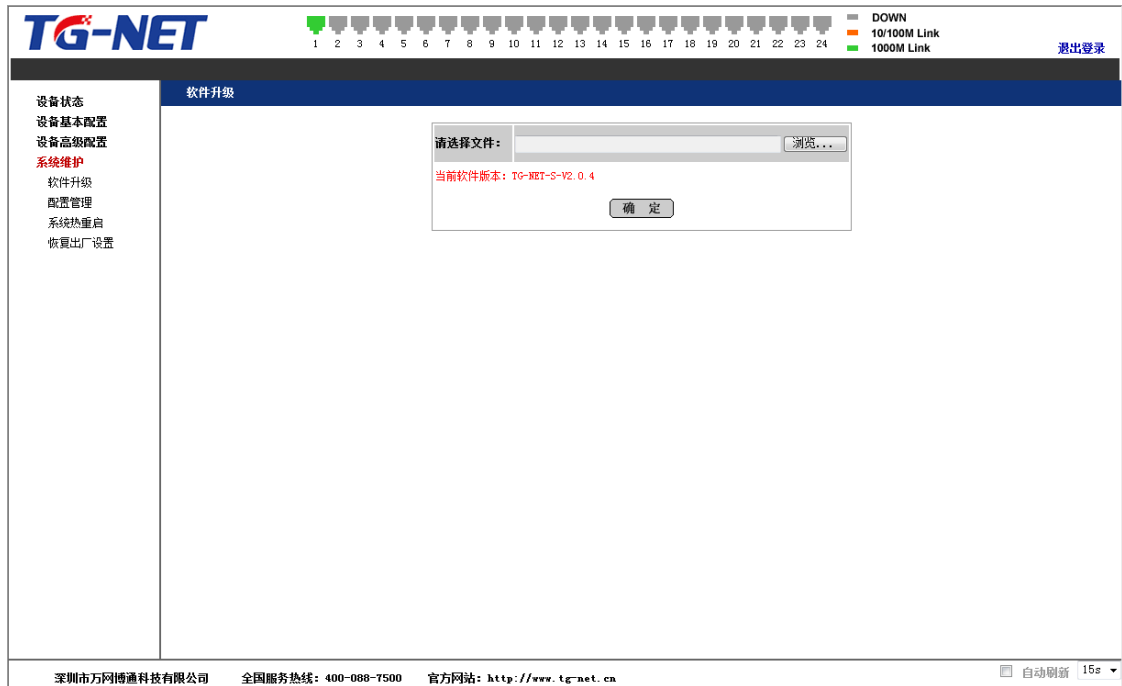 TG-NET
DOWN
10/100M Link
1000M Link
1 2 3 4 5 6 7 8 9 10 11 12 13 14 15 16 17 18 19 20 21 22 23 24
退出登录
设备状态
设备基本配置
设备高级配置
系统维护
软件升级
配置管理
系统热重启
恢复出厂设置
软件升级
请选择文件：
浏览...
当前软件版本：TG-NET-S-V2.0.4
确 定
深圳市万网博通科技有限公司 全国服务热线：400-088-7500 官方网站：http://www.tg-net.cn
自动刷新 15s